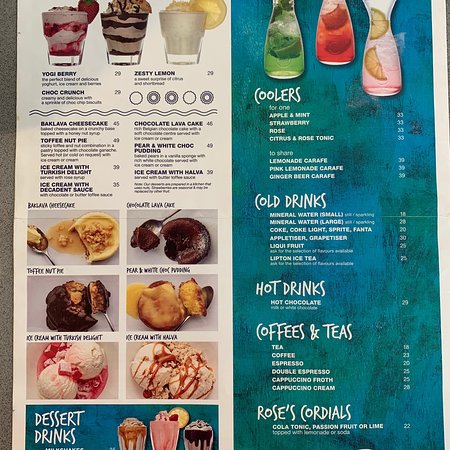 YOGI BERRY 29
the perfect blend of delicious
yoghurt, ice cream and berries
CHOC CRUNCH 29
creamy and delicious with
a sprinkle of choc chip biscuits
ZESTY LEMON 29
a sweet surprise of citrus
and shortbread
BAKLAVA CHEESECAKE 45
baked cheesecake on a crunchy base
topped with a honey nut syrup
TOFFEE NUT PIE 49
sticky toffee and nut combination in a
pastry topped with chocolate ganache.
Served hot (or cold on request) with
ice cream or cream
ICE CREAM WITH 39
TURKISH DELIGHT
served with rose syrup
ICE CREAM WITH 35
DECADENT SAUCE
with chocolate or butter toffee sauce
CHOCOLATE LAVA CAKE 46
rich Belgian chocolate cake with a
soft chocolate centre served with
ice cream or cream
PEAR & WHITE CHOC 49
PUDDING
baked pears in a vanilla sponge with
rich white chocolate, served with
ice cream or cream
ICE CREAM WITH HALVA 39
served with butter toffee sauce
Note: Our desserts are prepared in a kitchen that
uses nuts. Strawberries are seasonal & may be
replaced by other fruit.
BAKLAVA CHEESECAKE
CHOCOLATE LAVA CAKE
TOFFEE NUT PIE
PEAR & WHITE CHOC PUDDING
ICE CREAM WITH TURKISH DELIGHT
ICE CREAM WITH HALVA
DESSERT
DRINKS
MILKSHAKES
COOLERS
for one
APPLE & MINT 33
STRAWBERRY 33
ROSE 33
CITRUS & ROSE TONIC 33
to share
LEMONADE CARAFE 39
PINK LEMONADE CARAFE 39
GINGER BEER CARAFE 39
COLD DRINKS
MINERAL WATER (SMALL) still / sparkling 18
MINERAL WATER (LARGE) still / sparkling 28
COKE, COKE LIGHT, SPRITE, FANTA 20
APPLETISER, GRAPETISER 30
LIQUI FRUIT 25
ask for the selection of flavours available
LIPTON ICE TEA 25
ask for the selection of flavours available
HOT DRINKS
HOT CHOCOLATE 29
milk or white chocolate
COFFEES & TEAS
TEA 18
COFFEE 23
ESPRESSO 20
DOUBLE ESPRESSO 25
CAPPUCCINO FROTH 25
CAPPUCCINO CREAM 28
ROSE'S CORDIALS
COLA TONIC, PASSION FRUIT OR LIME 22
topped with lemonade or soda